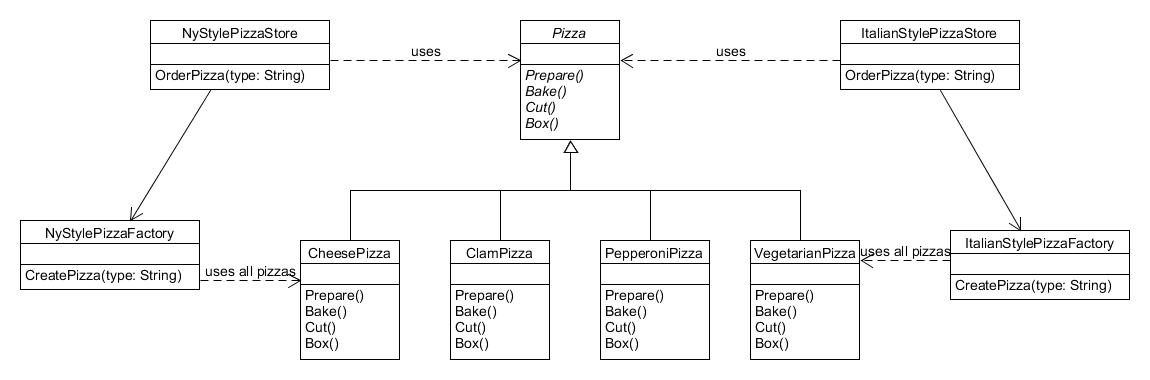 NyStylePizzaStore
OrderPizza(type: String)
uses
Pizza
Prepare()
Bake()
Cut()
Box()
uses
ItalianStylePizzaStore
OrderPizza(type: String)
NyStylePizzaFactory
CreatePizza(type: String)
uses all pizzas
CheesePizza
Prepare()
Bake()
Cut()
Box()
ClamPizza
Prepare()
Bake()
Cut()
Box()
PepperoniPizza
Prepare()
Bake()
Cut()
Box()
VegetarianPizza
Prepare()
Bake()
Cut()
Box()
uses all pizzas
ItalianStylePizzaFactory
CreatePizza(type: String)